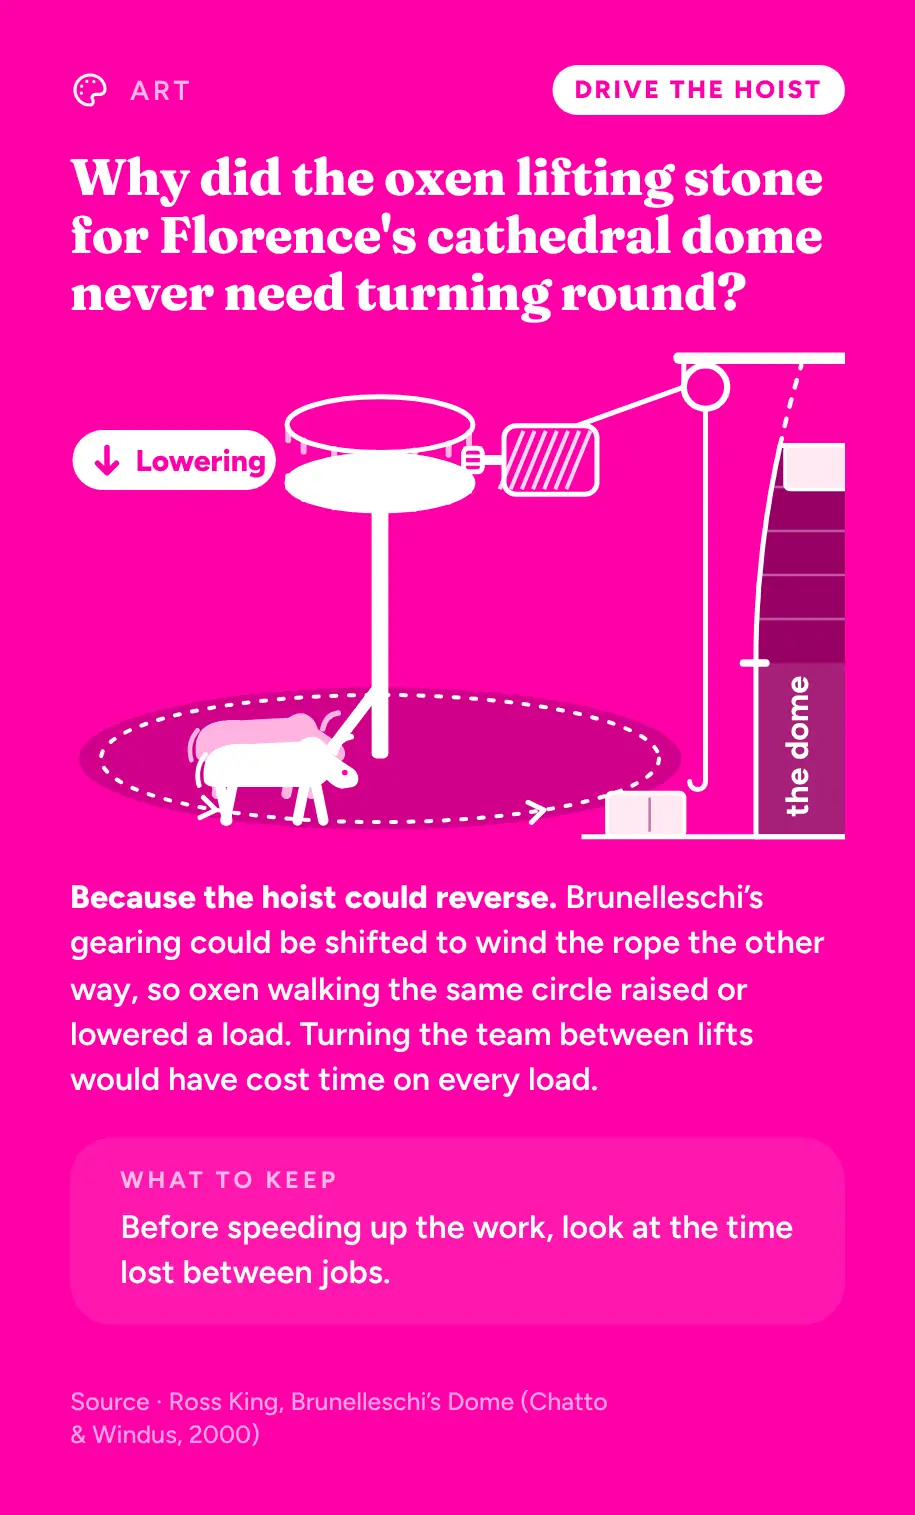 ART
DRIVE THE HOIST
Why did the oxen lifting stone
for Florence's cathedral dome
never need turning round?
↓ Lowering
the dome
Because the hoist could reverse. Brunelleschi’s
gearing could be shifted to wind the rope the other
way, so oxen walking the same circle raised or
lowered a load. Turning the team between lifts
would have cost time on every load.
WHAT TO KEEP
Before speeding up the work, look at the time
lost between jobs.
Source · Ross King, Brunelleschi’s Dome (Chatto
& Windus, 2000)